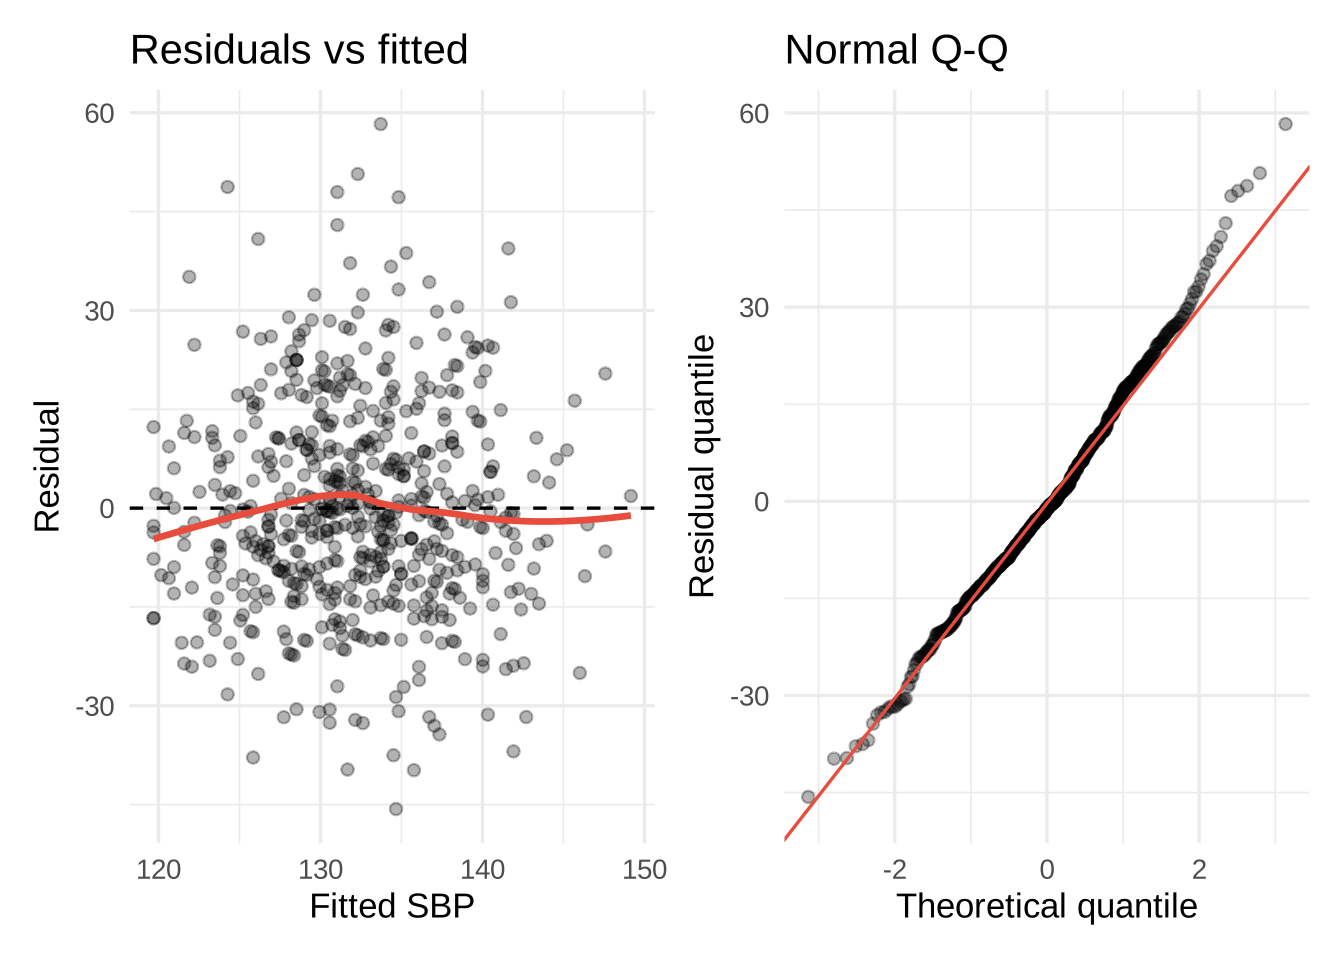 Residuals vs fitted
60
30
0
-30
Residual
120 130 140 150
Fitted SBP
Normal Q-Q
60
30
0
-30
Residual quantile
-2 0 2
Theoretical quantile